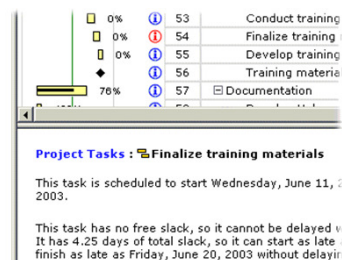 0% 53 Conduct training
0% 54 Finalize training
0% 55 Develop training
56 Training materia
76% 57 Documentation
Project Tasks : Finalize training materials
This task is scheduled to start Wednesday, June 11,
2003.
This task has no free slack, so it cannot be delayed
It has 4.25 days of total slack, so it can start as late
finish as late as Friday, June 20, 2003 without delayin